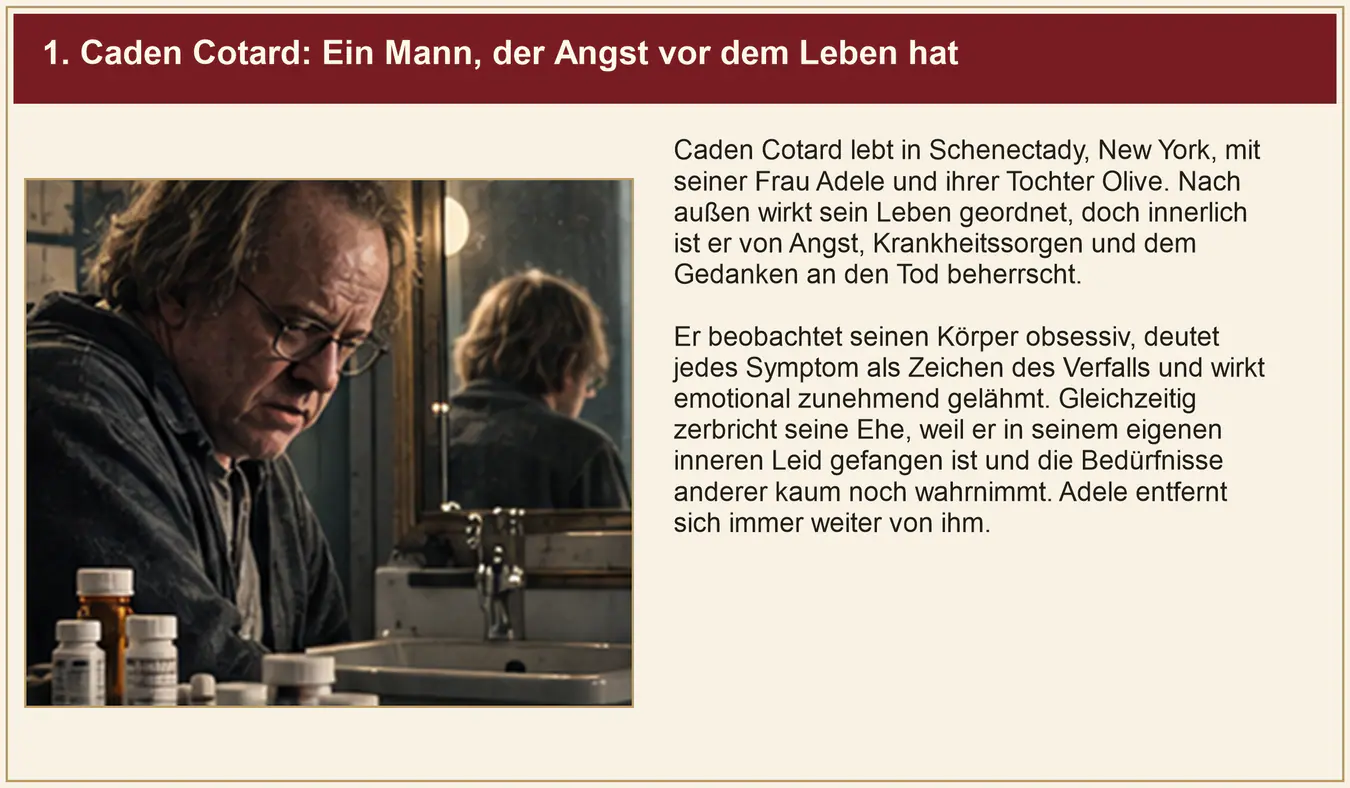 1. Caden Cotard: Ein Mann, der Angst vor dem Leben hat
Caden Cotard lebt in Schenectady, New York, mit
seiner Frau Adele und ihrer Tochter Olive. Nach
außen wirkt sein Leben geordnet, doch innerlich
ist er von Angst, Krankheitssorgen und dem
Gedanken an den Tod beherrscht.
Er beobachtet seinen Körper obsessiv, deutet
jedes Symptom als Zeichen des Verfalls und wirkt
emotional zunehmend gelähmt. Gleichzeitig
zerbricht seine Ehe, weil er in seinem eigenen
inneren Leid gefangen ist und die Bedürfnisse
anderer kaum noch wahrnimmt. Adele entfernt
sich immer weiter von ihm.